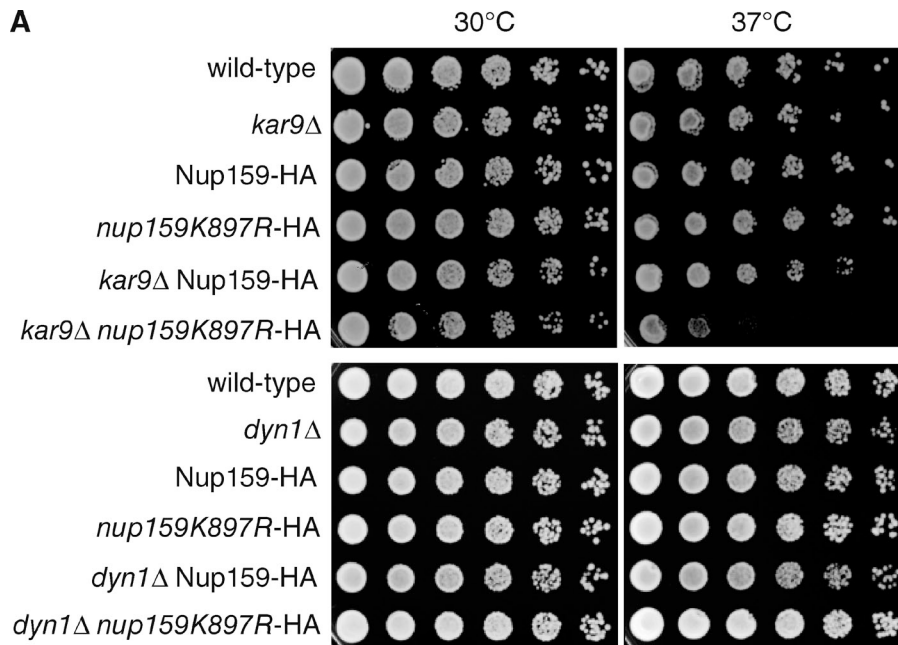 A
30°C 37°C
wild-type
kar9Δ
Nup159-HA
nup159K897R-HA
kar9Δ Nup159-HA
kar9Δ nup159K897R-HA
wild-type
dyn1Δ
Nup159-HA
nup159K897R-HA
dyn1Δ Nup159-HA
dyn1Δ nup159K897R-HA